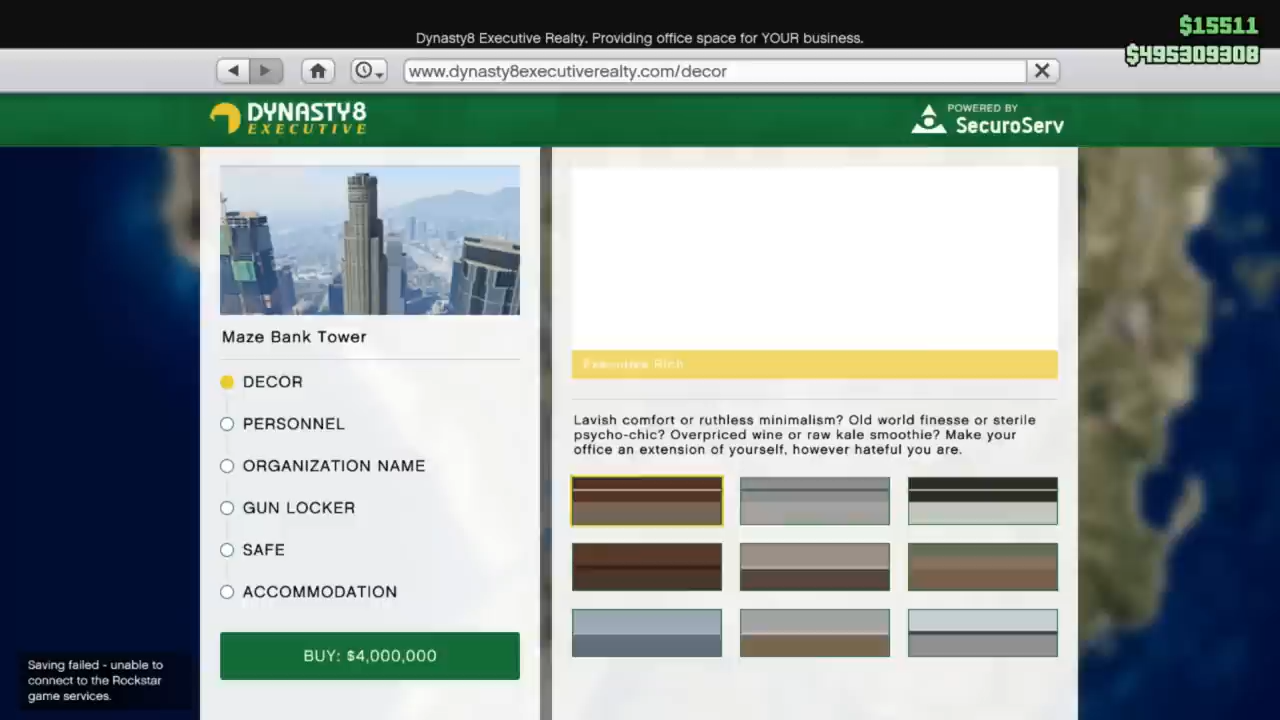 $15511
Dynasty8 Executive Realty. Providing office space for YOUR business.
$495309308
www.dynasty8executiverealty.com/decor
DYNASTY8
EXECUTIVE
POWERED BY
SecuroServ
Maze Bank Tower
DECOR
PERSONNEL
ORGANIZATION NAME
GUN LOCKER
SAFE
ACCOMMODATION
BUY: $4,000,000
Executive Rich
Lavish comfort or ruthless minimalism? Old world finesse or sterile
psycho-chic? Overpriced wine or raw kale smoothie? Make your
office an extension of yourself, however hateful you are.
Saving failed - unable to
connect to the Rockstar
game services.